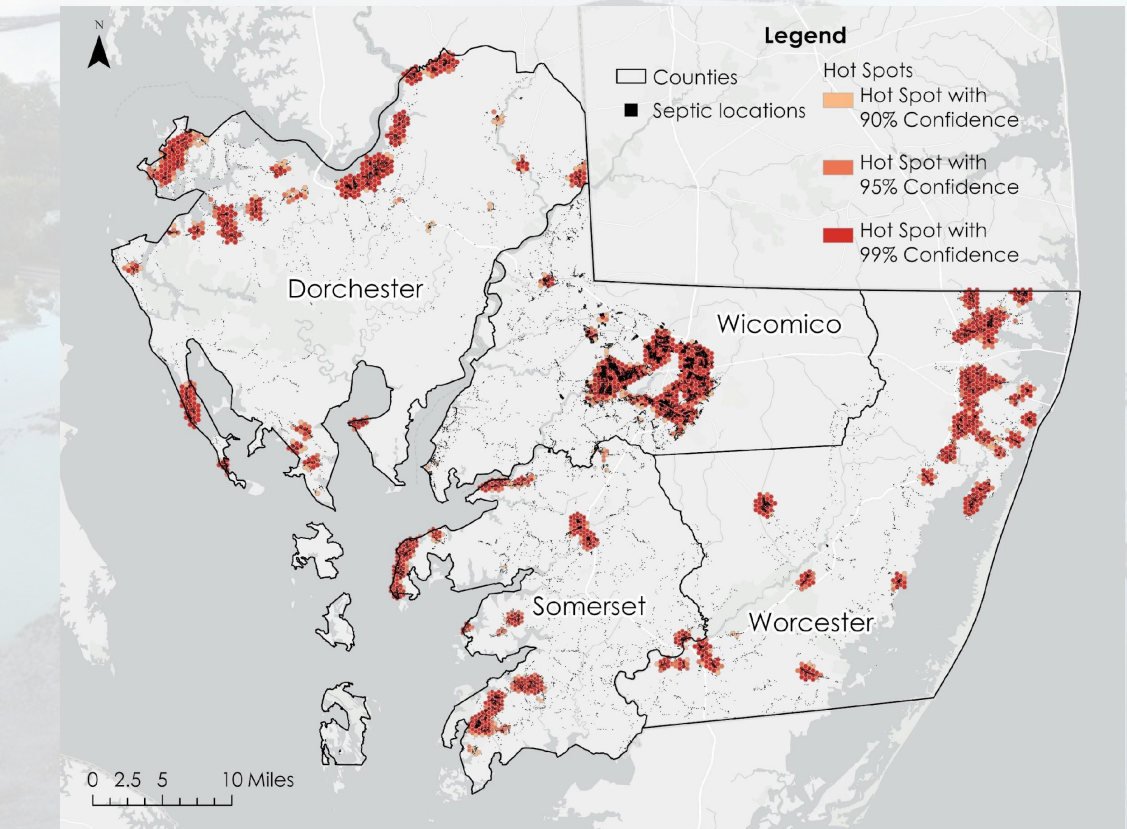 N
Legend
Counties
Septic locations
Hot Spots
Hot Spot with
90% Confidence
Hot Spot with
95% Confidence
Hot Spot with
99% Confidence
Dorchester
Wicomico
Somerset
Worcester
0 2.5 5 10 Miles